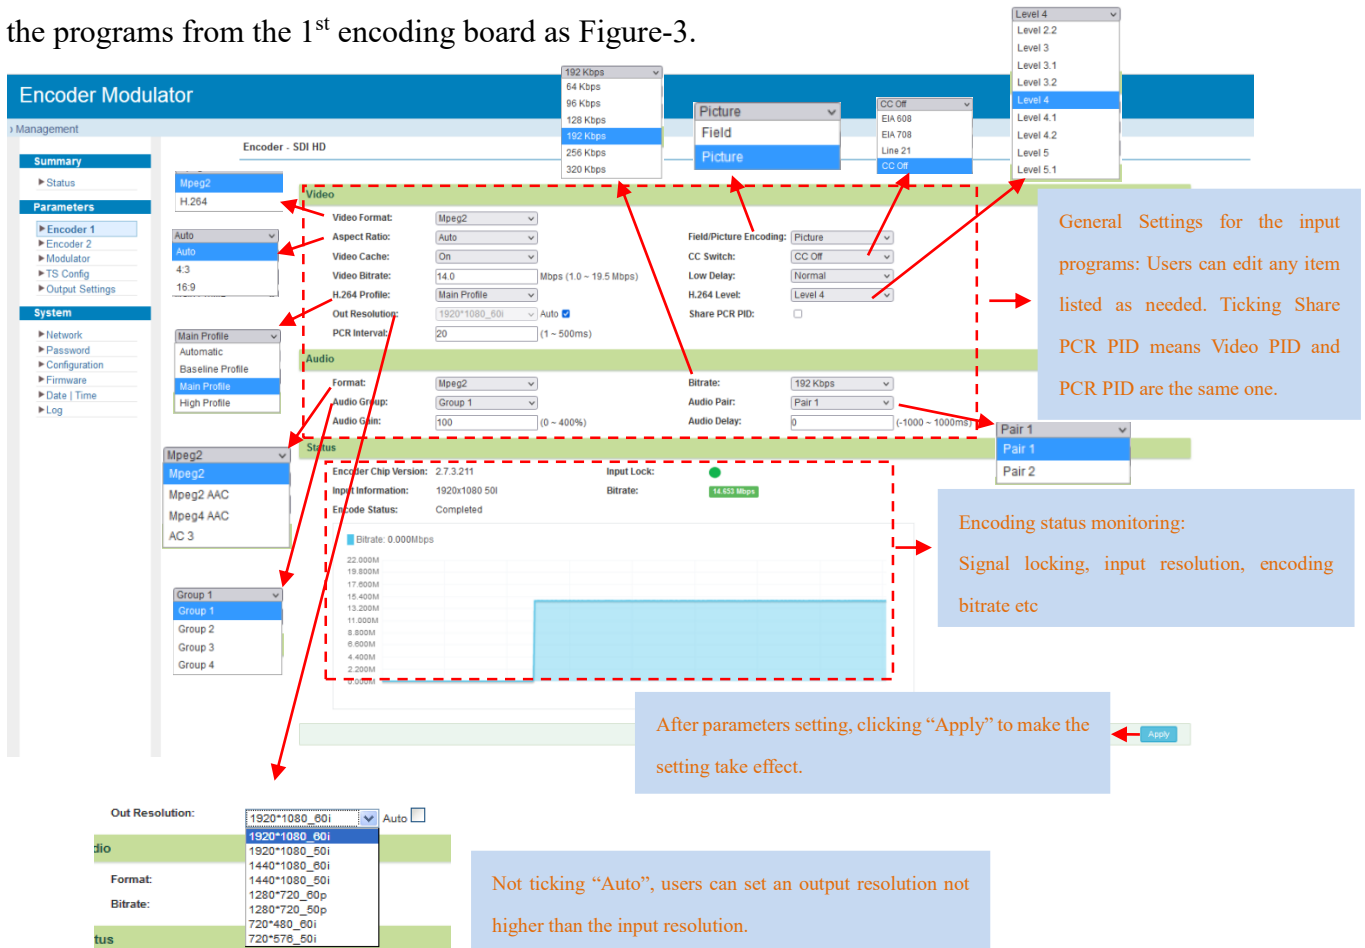 the programs from the 1st encoding board as Figure-3.
Level 4
Level 2.2
Level 3
Level 3.1
Level 3.2
Level 4
Level 4.1
Level 4.2
Level 5
Level 5.1
192 Kbps
64 Kbps
96 Kbps
128 Kbps
192 Kbps
256 Kbps
320 Kbps
Picture
Field
Picture
CC Off
EIA 608
EIA 708
Line 21
CC Off
Encoder Modulator
Management
Encoder - SDI HD
Summary
Status
Parameters
Encoder 1
Encoder 2
Modulator
TS Config
Output Settings
System
Network
Password
Configuration
Firmware
Date | Time
Log
Mpeg2
H.264
Auto
Auto
4:3
16:9
Main Profile
Automatic
Baseline Profile
Main Profile
High Profile
Mpeg2
Mpeg2
Mpeg2 AAC
Mpeg4 AAC
AC 3
Group 1
Group 1
Group 2
Group 3
Group 4
Video
Video Format: Mpeg2
Aspect Ratio: Auto Field/Picture Encoding: Picture
Video Cache: On CC Switch: CC Off
Video Bitrate: 14.0 Mbps (1.0 ~ 19.5 Mbps) Low Delay: Normal
H.264 Profile: Main Profile H.264 Level: Level 4
Out Resolution: 1920*1080_60i Auto Share PCR PID:
PCR Interval: 20 (1 ~ 500ms)
Audio
Format: Mpeg2 Bitrate: 192 Kbps
Audio Group: Group 1 Audio Pair: Pair 1
Audio Gain: 100 (0 ~ 400%) Audio Delay: 0 (-1000 ~ 1000ms)
Status
Encoder Chip Version: 2.7.3.211 Input Lock:
Input Information: 1920x1080 50I Bitrate: 14.653 Mbps
Encode Status: Completed
Bitrate: 0.000Mbps
22.000M
19.800M
17.600M
15.400M
13.200M
11.000M
8.800M
6.600M
4.400M
2.200M
0.000M
General Settings for the input
programs: Users can edit any item
listed as needed. Ticking Share
PCR PID means Video PID and
PCR PID are the same one.
Pair 1
Pair 1
Pair 2
Encoding status monitoring:
Signal locking, input resolution, encoding
bitrate etc
After parameters setting, clicking “Apply” to make the
setting take effect.
Apply
Out Resolution: 1920*1080_60i Auto
1920*1080_60i
1920*1080_50i
1440*1080_60i
1440*1080_50i
1280*720_60p
1280*720_50p
720*480_60i
720*576_50i
dio
Format:
Bitrate:
tus
Not ticking “Auto”, users can set an output resolution not
higher than the input resolution.